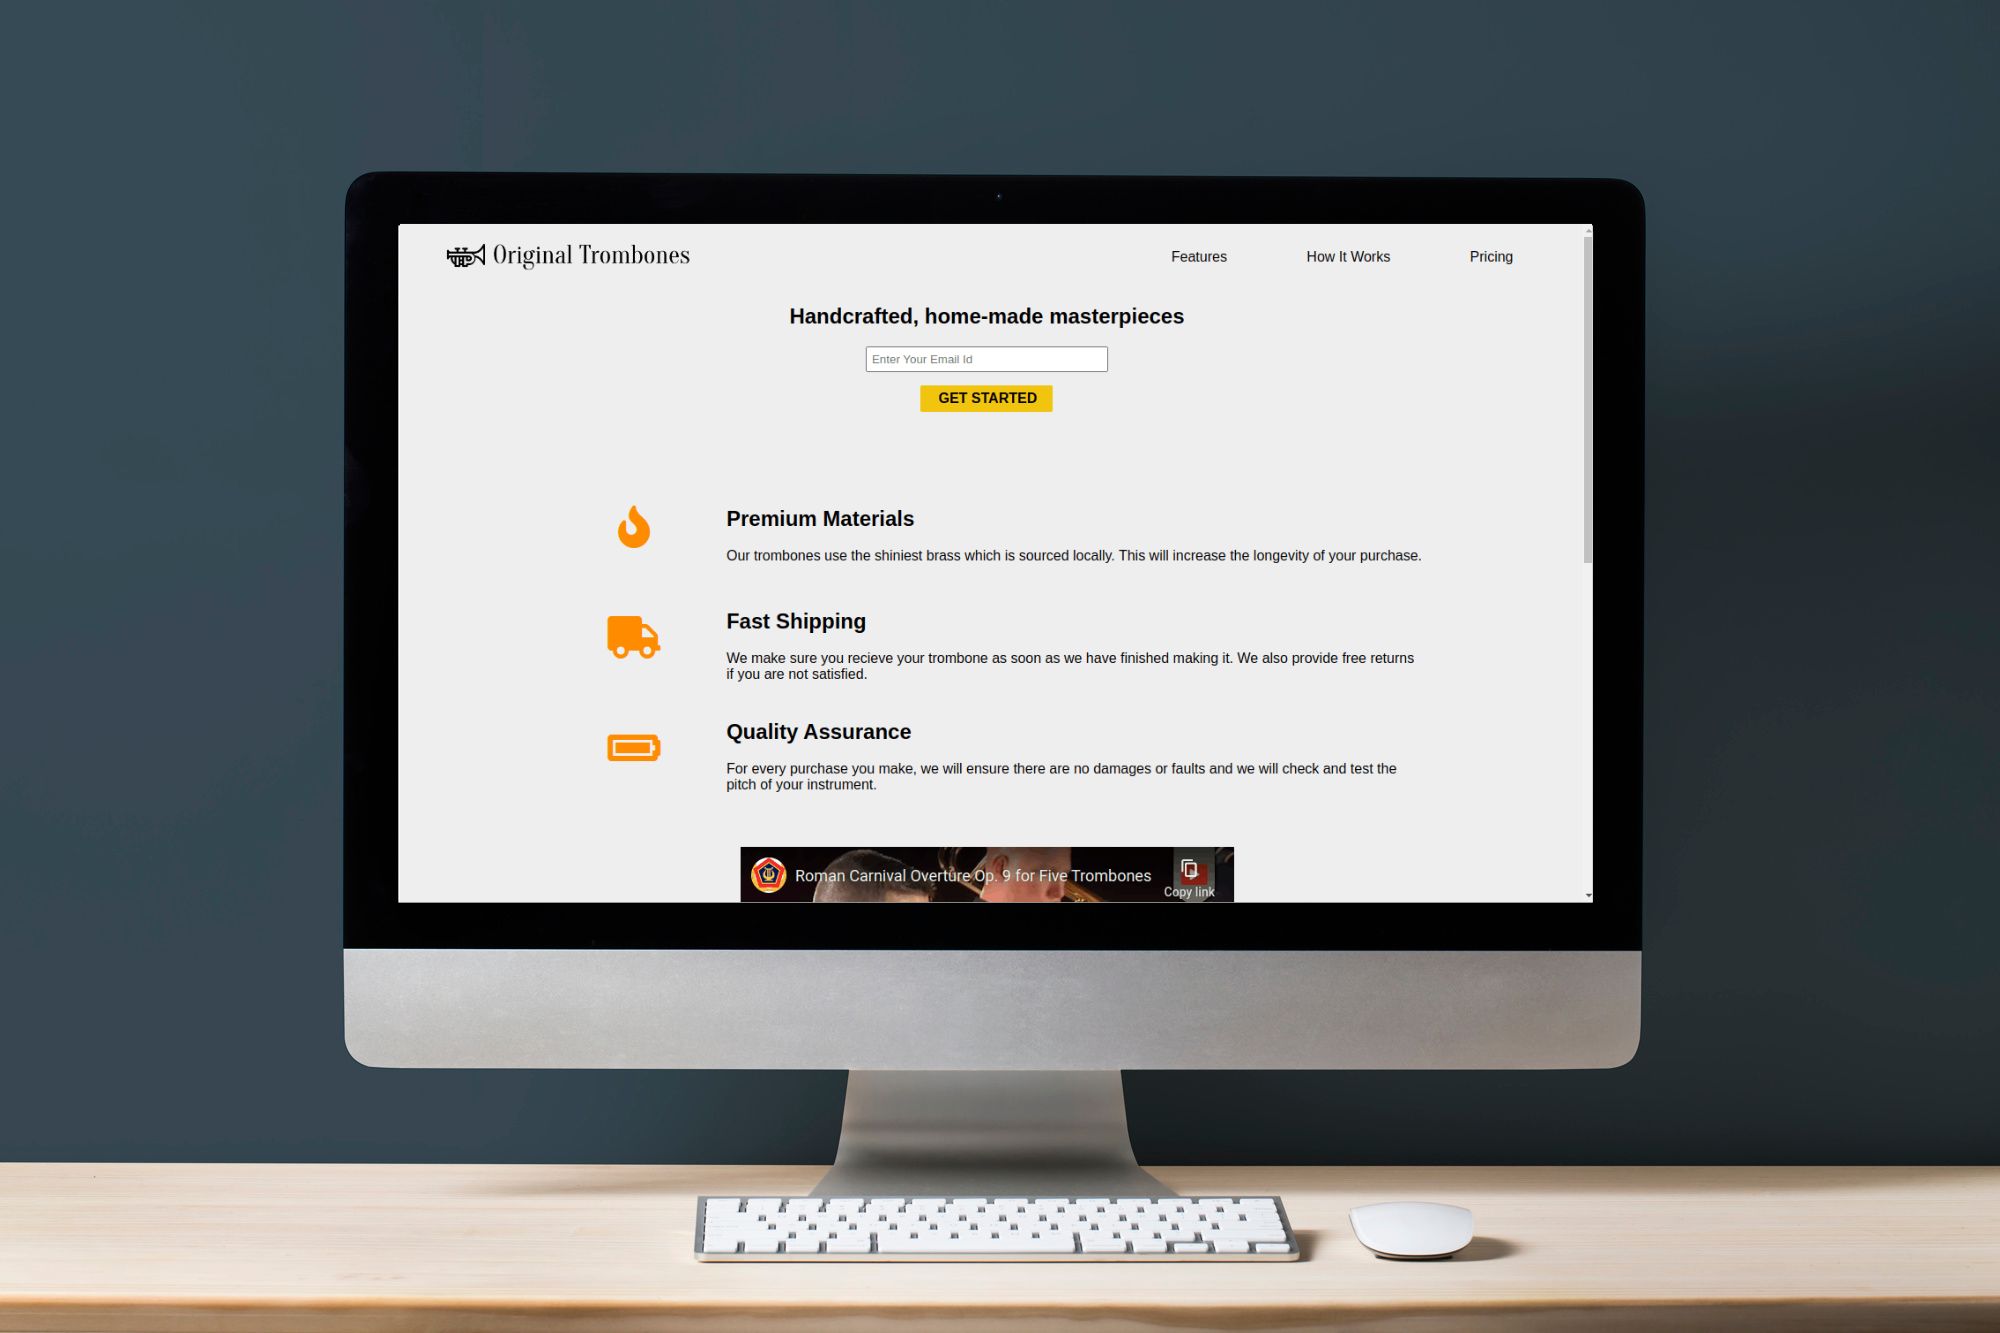 Original Trombones
Features
How It Works
Pricing
Handcrafted, home-made masterpieces
Enter Your Email Id
GET STARTED
Premium Materials
Our trombones use the shiniest brass which is sourced locally. This will increase the longevity of your purchase.
Fast Shipping
We make sure you recieve your trombone as soon as we have finished making it. We also provide free returns
if you are not satisfied.
Quality Assurance
For every purchase you make, we will ensure there are no damages or faults and we will check and test the
pitch of your instrument.
Roman Carnival Overture Op. 9 for Five Trombones
Copy link